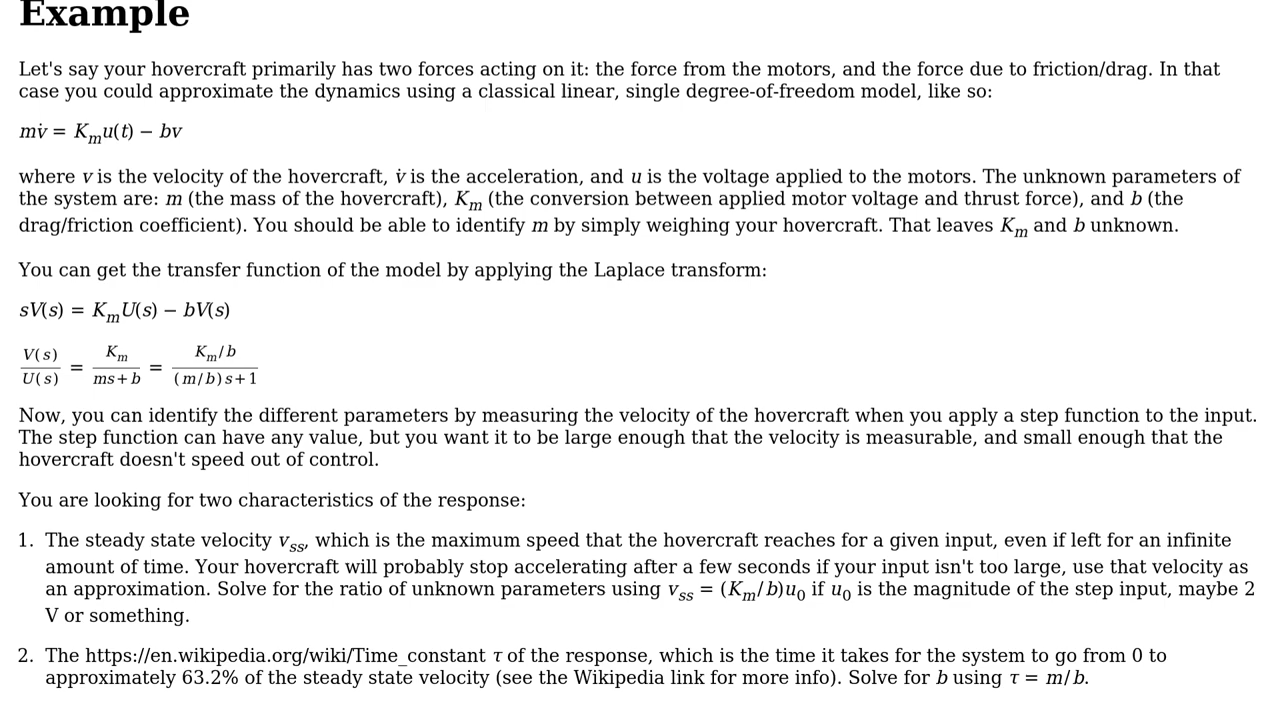 Example
Let's say your hovercraft primarily has two forces acting on it: the force from the motors, and the force due to friction/drag. In that
case you could approximate the dynamics using a classical linear, single degree-of-freedom model, like so:
mv̇ = Kₘu(t) − bv
where v is the velocity of the hovercraft, v̇ is the acceleration, and u is the voltage applied to the motors. The unknown parameters of
the system are: m (the mass of the hovercraft), Kₘ (the conversion between applied motor voltage and thrust force), and b (the
drag/friction coefficient). You should be able to identify m by simply weighing your hovercraft. That leaves Kₘ and b unknown.
You can get the transfer function of the model by applying the Laplace transform:
sV(s) = KₘU(s) − bV(s)
V(s)/U(s) = Kₘ/(ms+b) = (Kₘ/b)/((m/b)s+1)
Now, you can identify the different parameters by measuring the velocity of the hovercraft when you apply a step function to the input.
The step function can have any value, but you want it to be large enough that the velocity is measurable, and small enough that the
hovercraft doesn't speed out of control.
You are looking for two characteristics of the response:
1. The steady state velocity vₛₛ, which is the maximum speed that the hovercraft reaches for a given input, even if left for an infinite
amount of time. Your hovercraft will probably stop accelerating after a few seconds if your input isn't too large, use that velocity as
an approximation. Solve for the ratio of unknown parameters using vₛₛ = (Kₘ/b)u₀ if u₀ is the magnitude of the step input, maybe 2
V or something.
2. The https://en.wikipedia.org/wiki/Time_constant τ of the response, which is the time it takes for the system to go from 0 to
approximately 63.2% of the steady state velocity (see the Wikipedia link for more info). Solve for b using τ = m/b.